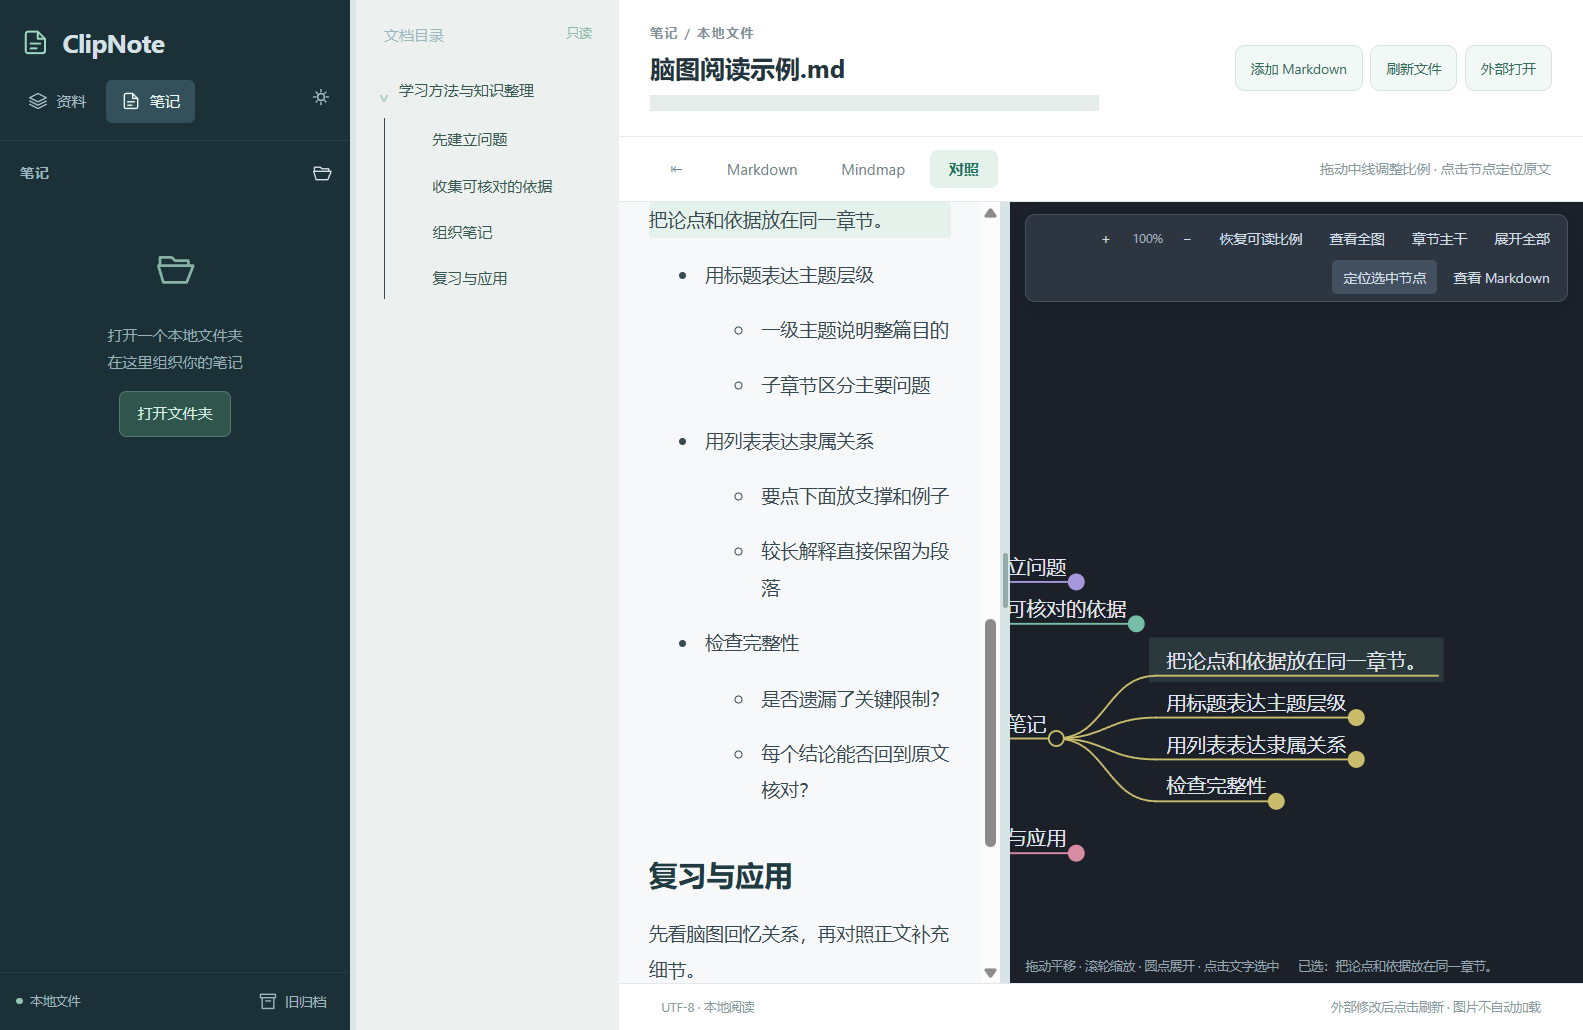 ClipNote
资料
笔记
笔记
打开一个本地文件夹
在这里组织你的笔记
打开文件夹
本地文件
旧归档
文档目录
只读
学习方法与知识整理
先建立问题
收集可核对的依据
组织笔记
复习与应用
笔记 / 本地文件
脑图阅读示例.md
添加 Markdown
刷新文件
外部打开
Markdown
Mindmap
对照
拖动中线调整比例 · 点击节点定位原文
把论点和依据放在同一章节。
用标题表达主题层级
一级主题说明整篇目的
子章节区分主要问题
用列表表达隶属关系
要点下面放支撑和例子
较长解释直接保留为段
落
检查完整性
是否遗漏了关键限制？
每个结论能否回到原文
核对？
复习与应用
先看脑图回忆关系，再对照正文补充
细节。
+ 100% −
恢复可读比例
查看全图
章节主干
展开全部
定位选中节点
查看 Markdown
立问题
可核对的依据
把论点和依据放在同一章节。
用标题表达主题层级
笔记
用列表表达隶属关系
检查完整性
与应用
拖动平移 · 滚轮缩放 · 圆点展开 · 点击文字选中
已选：把论点和依据放在同一章节。
UTF-8 · 本地阅读
外部修改后点击刷新 · 图片不自动加载